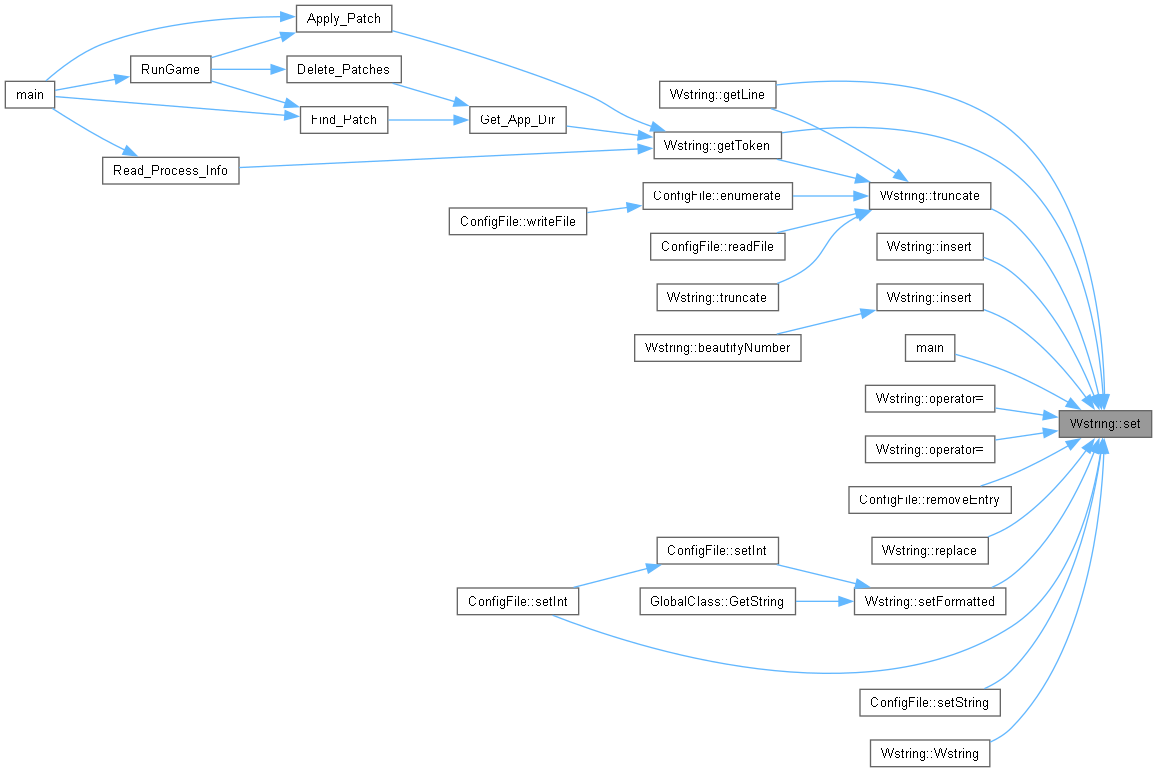 Apply_Patch
RunGame
Delete_Patches
main
Wstring::getLine
Find_Patch
Get_App_Dir
Wstring::getToken
Read_Process_Info
ConfigFile::enumerate
Wstring::truncate
ConfigFile::writeFile
ConfigFile::readFile
Wstring::insert
Wstring::truncate
Wstring::insert
Wstring::beautifyNumber
main
Wstring::operator=
Wstring::set
Wstring::operator=
ConfigFile::removeEntry
ConfigFile::setInt
Wstring::replace
ConfigFile::setInt
GlobalClass::GetString
Wstring::setFormatted
ConfigFile::setString
Wstring::Wstring